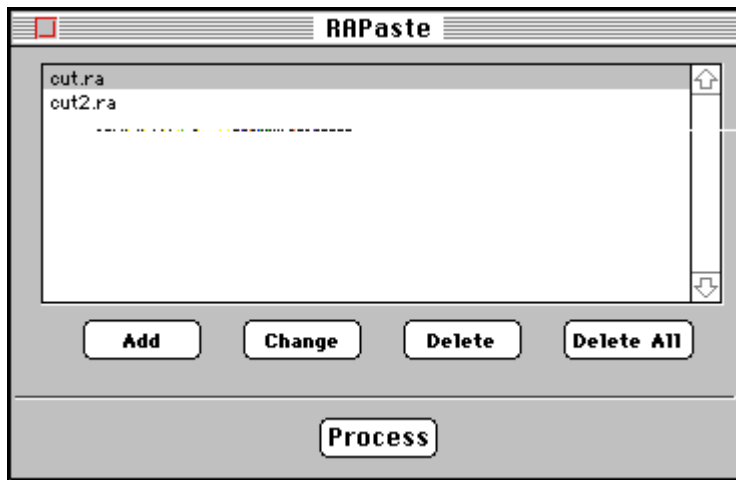 RAPaste
cut.ra
cut2.ra
Add Change Delete Delete All
Process